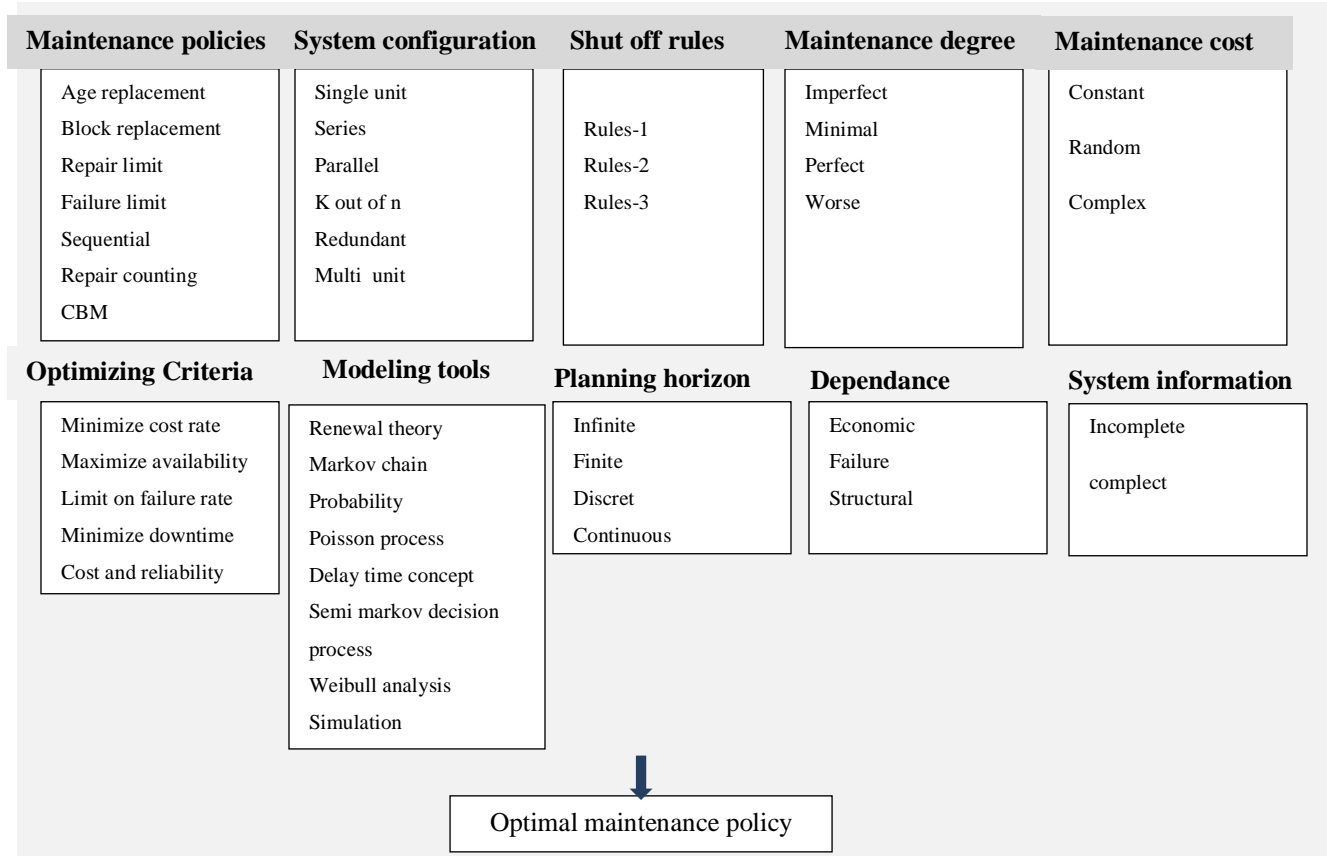 Maintenance policies
Age replacement
Block replacement
Repair limit
Failure limit
Sequential
Repair counting
CBM
System configuration
Single unit
Series
Parallel
K out of n
Redundant
Multi unit
Shut off rules
Rules-1
Rules-2
Rules-3
Maintenance degree
Imperfect
Minimal
Perfect
Worse
Maintenance cost
Constant
Random
Complex
Optimizing Criteria
Minimize cost rate
Maximize availability
Limit on failure rate
Minimize downtime
Cost and reliability
Modeling tools
Renewal theory
Markov chain
Probability
Poisson process
Delay time concept
Semi markov decision
process
Weibull analysis
Simulation
Planning horizon
Infinite
Finite
Discret
Continuous
Dependance
Economic
Failure
Structural
System information
Incomplete
complect
Optimal maintenance policy